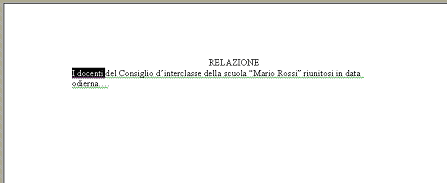 RELAZIONE
I docenti del Consiglio d'interclasse della scuola "Mario Rossi" riunitosi in data
odierna....